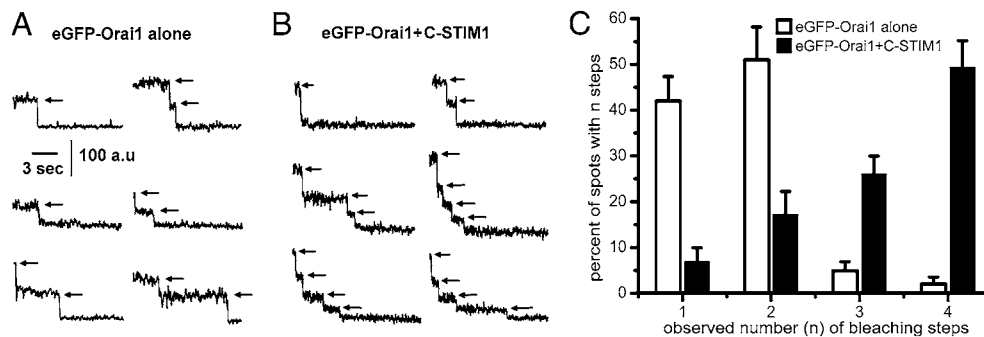 A
eGFP-Orai1 alone
3 sec
100 a.u
B
eGFP-Orai1+C-STIM1
C
eGFP-Orai1 alone
eGFP-Orai1+C-STIM1
percent of spots with n steps
60
50
40
30
20
10
0
1 2 3 4
observed number (n) of bleaching steps